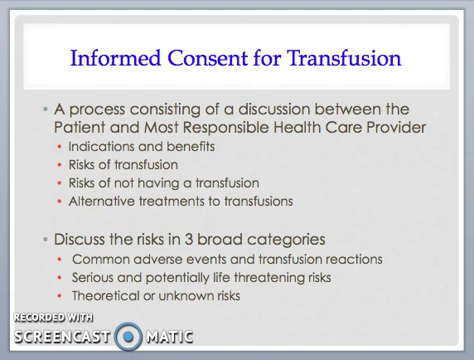 Informed Consent for Transfusion
• A process consisting of a discussion between the
Patient and Most Responsible Health Care Provider
• Indications and benefits
• Risks of transfusion
• Risks of not having a transfusion
• Alternative treatments to transfusions
• Discuss the risks in 3 broad categories
• Common adverse events and transfusion reactions
• Serious and potentially life threatening risks
• Theoretical or unknown risks
RECORDED WITH
SCREENCAST MATIC